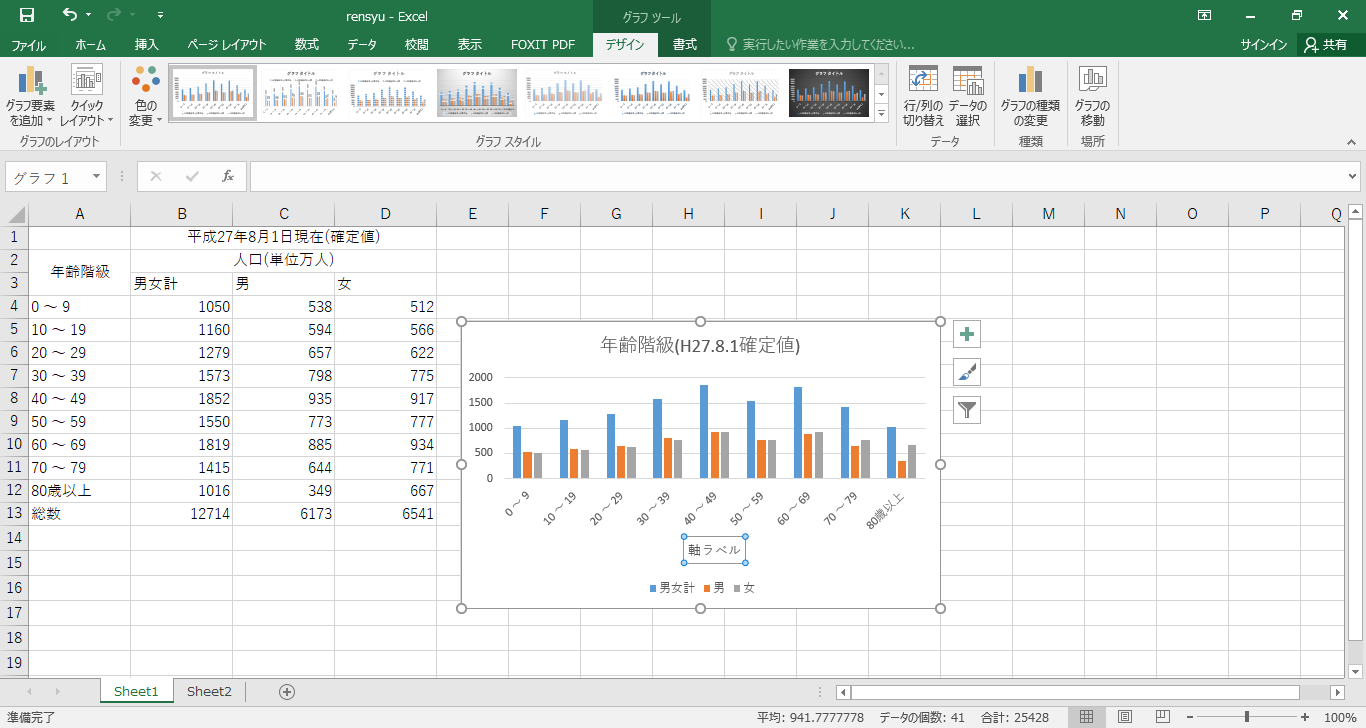 rensyu - Excel
グラフ ツール
ファイル ホーム 挿入 ページ レイアウト 数式 データ 校閲 表示 FOXIT PDF デザイン 書式 実行したい作業を入力してください... サインイン 共有
グラフ要素を追加 クイックレイアウト 色の変更 行/列の切り替え データの選択 グラフの種類の変更 グラフの移動
グラフのレイアウト グラフ スタイル データ 種類 場所
グラフ 1 fx
A B C D E F G H I J K L M N O P Q
1 平成27年8月1日現在(確定値)
2 年齢階級 人口(単位万人)
3 男女計 男 女
4 0 ～ 9 1050 538 512
5 10 ～ 19 1160 594 566
6 20 ～ 29 1279 657 622
7 30 ～ 39 1573 798 775
8 40 ～ 49 1852 935 917
9 50 ～ 59 1550 773 777
10 60 ～ 69 1819 885 934
11 70 ～ 79 1415 644 771
12 80歳以上 1016 349 667
13 総数 12714 6173 6541
14
15
16
17
18
19
年齢階級(H27.8.1確定値)
2000
1500
1000
500
0
0 ～ 9 10 ～ 19 20 ～ 29 30 ～ 39 40 ～ 49 50 ～ 59 60 ～ 69 70 ～ 79 80歳以上
軸ラベル
男女計 男 女
Sheet1 Sheet2
準備完了 平均: 941.7777778 データの個数: 41 合計: 25428 100%